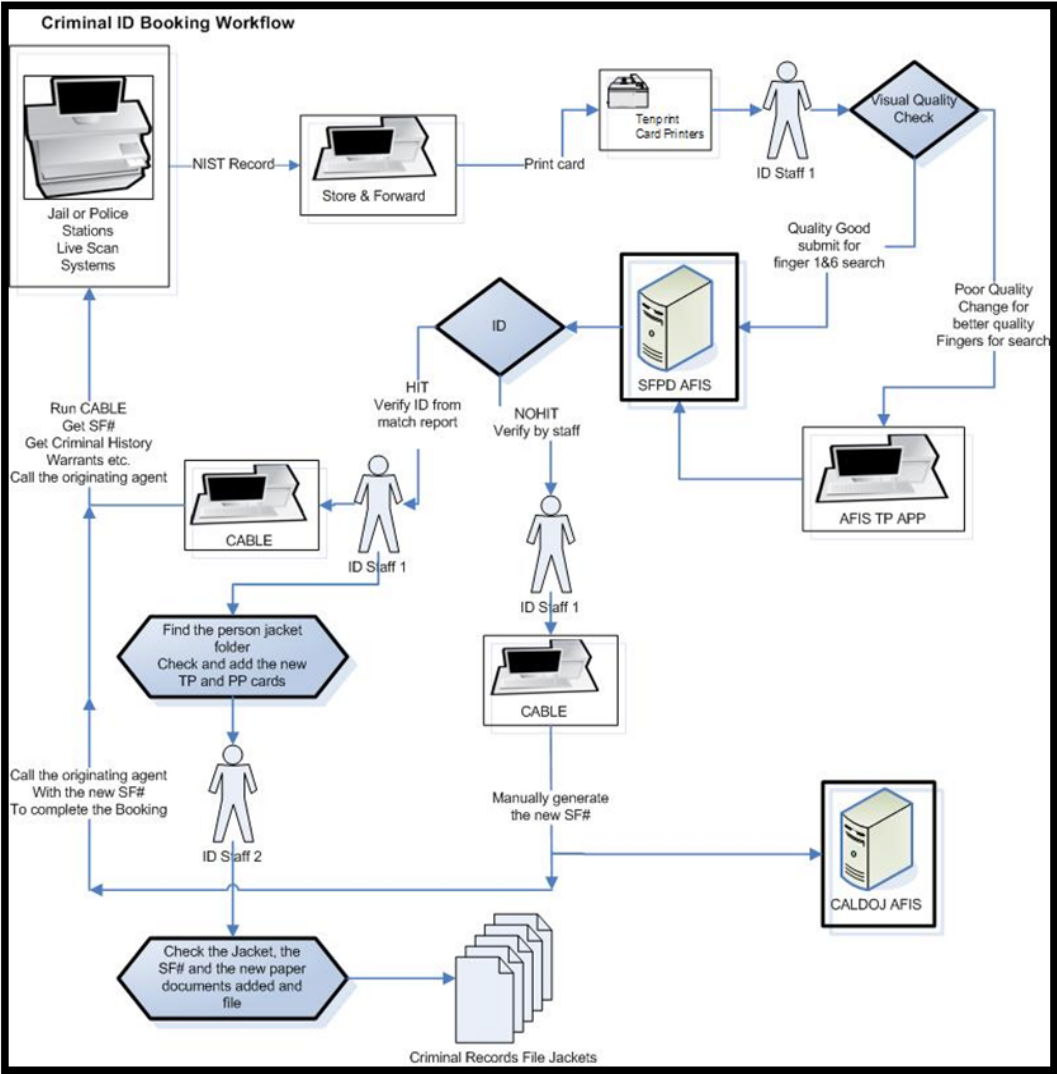 Criminal ID Booking Workflow
Jail or Police
Stations
Live Scan
Systems
NIST Record
Store & Forward
Print card
Tenprint
Card Printers
ID Staff 1
Visual Quality
Check
Quality Good
submit for
finger 1&6 search
Poor Quality
Change for
better quality
Fingers for search
SFPD AFIS
AFIS TP APP
ID
HIT
Verify ID from
match report
NOHIT
Verify by staff
Run CABLE
Get SF#
Get Criminal History
Warrants etc.
Call the originating agent
CABLE
ID Staff 1
ID Staff 1
Find the person jacket
folder
Check and add the new
TP and PP cards
CABLE
Call the originating agent
With the new SF#
To complete the Booking
Manually generate
the new SF#
ID Staff 2
CALDOJ AFIS
Check the Jacket, the
SF# and the new paper
documents added and
file
Criminal Records File Jackets